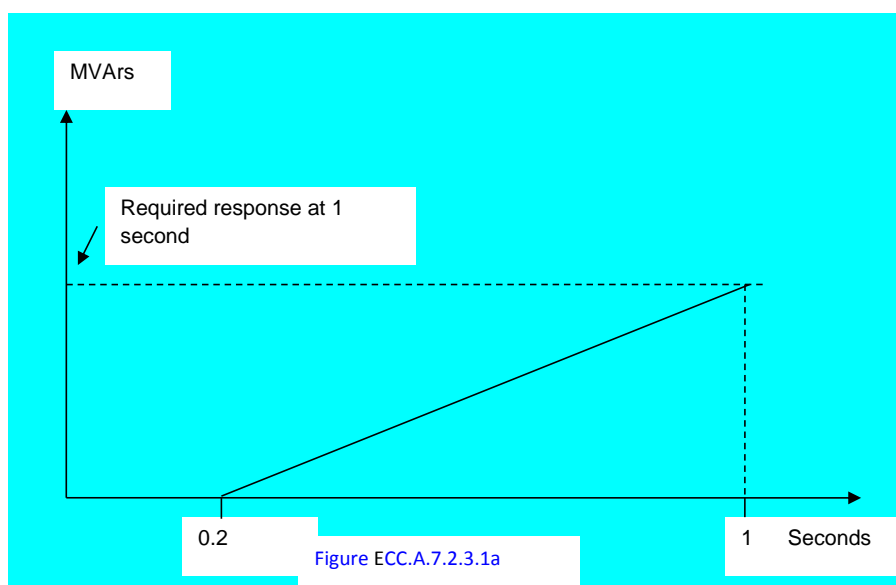 MVArs
Required response at 1
second
0.2
1 Seconds
Figure ECC.A.7.2.3.1a